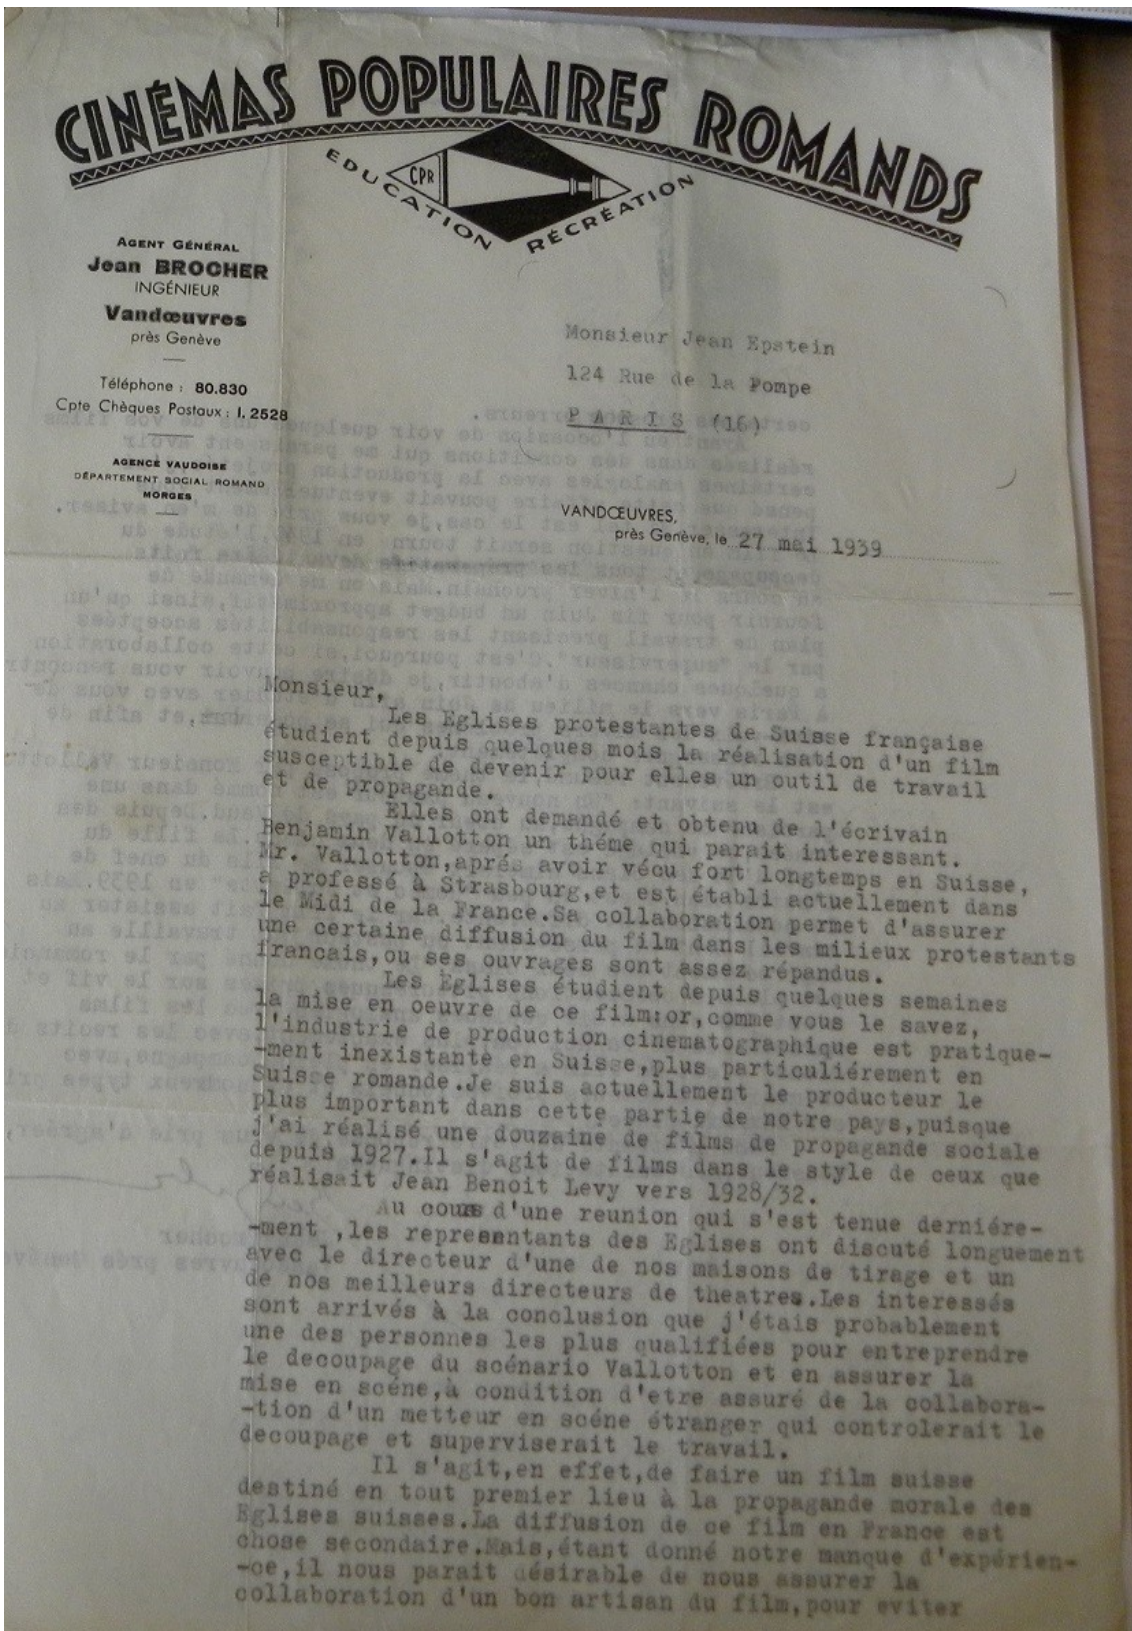 CINÉMAS POPULAIRES ROMANDS
CPR
EDUCATION RÉCRÉATION
AGENT GÉNÉRAL
Jean BROCHER
INGÉNIEUR
Vandœuvres
près Genève
Téléphone : 80.830
Cpte Chèques Postaux : I. 2528
AGENCE VAUDOISE
DÉPARTEMENT SOCIAL ROMAND
MORGES
Monsieur Jean Epstein
124 Rue de la Pompe
PARIS (16)
VANDŒUVRES,
près Genève, le 27 mai 1939
Monsieur,
Les Eglises protestantes de Suisse française
étudient depuis quelques mois la réalisation d'un film
susceptible de devenir pour elles un outil de travail
et de propagande.
Elles ont demandé et obtenu de l'écrivain
Benjamin Vallotton un théme qui parait interessant.
Mr. Vallotton,aprés avoir vécu fort longtemps en Suisse,
a professé à Strasbourg,et est établi actuellement dans
le Midi de la France.Sa collaboration permet d'assurer
une certaine diffusion du film dans les milieux protestants
francais,ou ses ouvrages sont assez répandus.
Les Eglises étudient depuis quelques semaines
la mise en oeuvre de ce film:or,comme vous le savez,
l'industrie de production cinematographique est pratique-
-ment inexistante en Suisse,plus particuliérement en
Suisse romande.Je suis actuellement le producteur le
plus important dans cette partie de notre pays,puisque
j'ai réalisé une douzaine de films de propagande sociale
depuis 1927.Il s'agit de films dans le style de ceux que
réalisait Jean Benoit Levy vers 1928/32.
Au cours d'une reunion qui s'est tenue derniére-
-ment ,les representants des Eglises ont discuté longuement
avec le directeur d'une de nos maisons de tirage et un
de nos meilleurs directeurs de theatres.Les interessés
sont arrivés à la conclusion que j'étais probablement
une des personnes les plus qualifiées pour entreprendre
le decoupage du scénario Vallotton et en assurer la
mise en scéne,à condition d'etre assuré de la collabora-
-tion d'un metteur en scéne étranger qui controlerait le
decoupage et superviserait le travail.
Il s'agit,en effet,de faire un film suisse
destiné en tout premier lieu à la propagande morale des
Eglises suisses.La diffusion de ce film en France est
chose secondaire.Mais,étant donné notre manque d'expérien-
-ce,il nous parait désirable de nous assurer la
collaboration d'un bon artisan du film,pour eviter